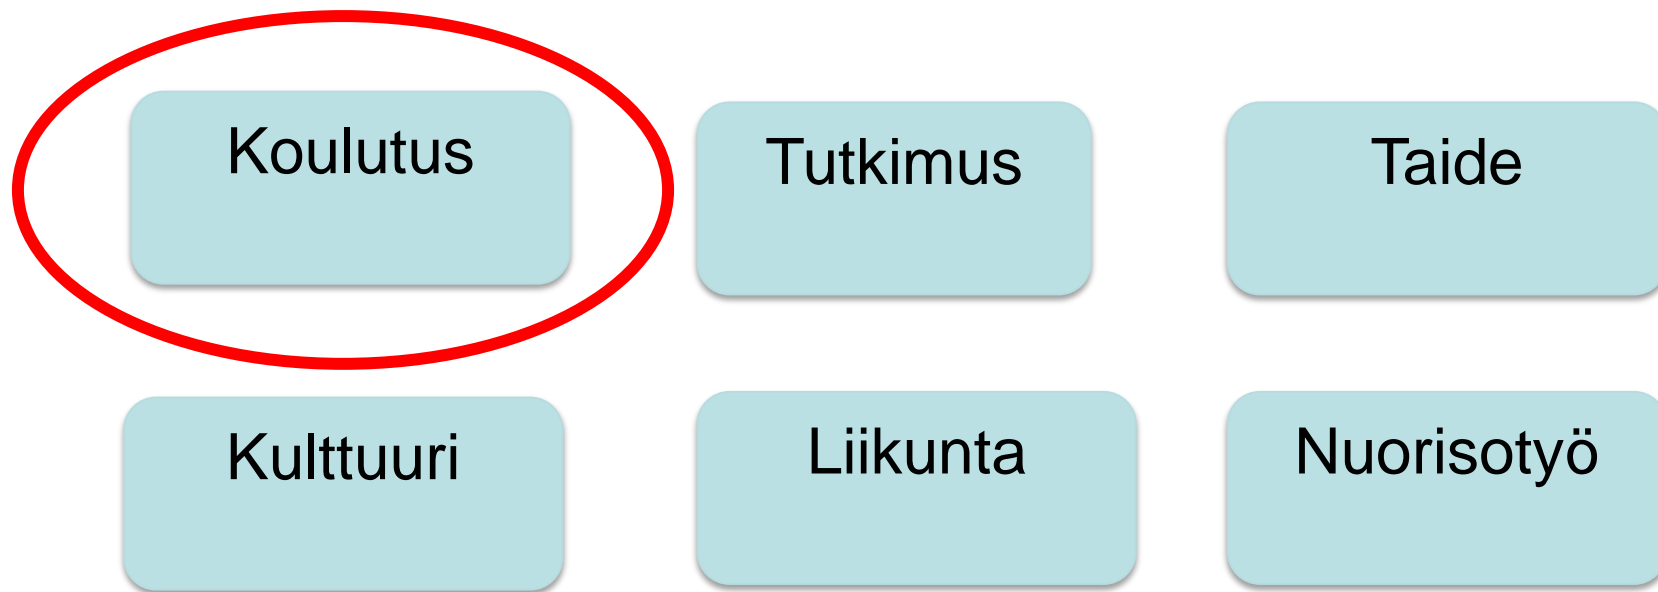 Koulutus
Tutkimus
Taide
Kulttuuri
Liikunta
Nuorisotyö